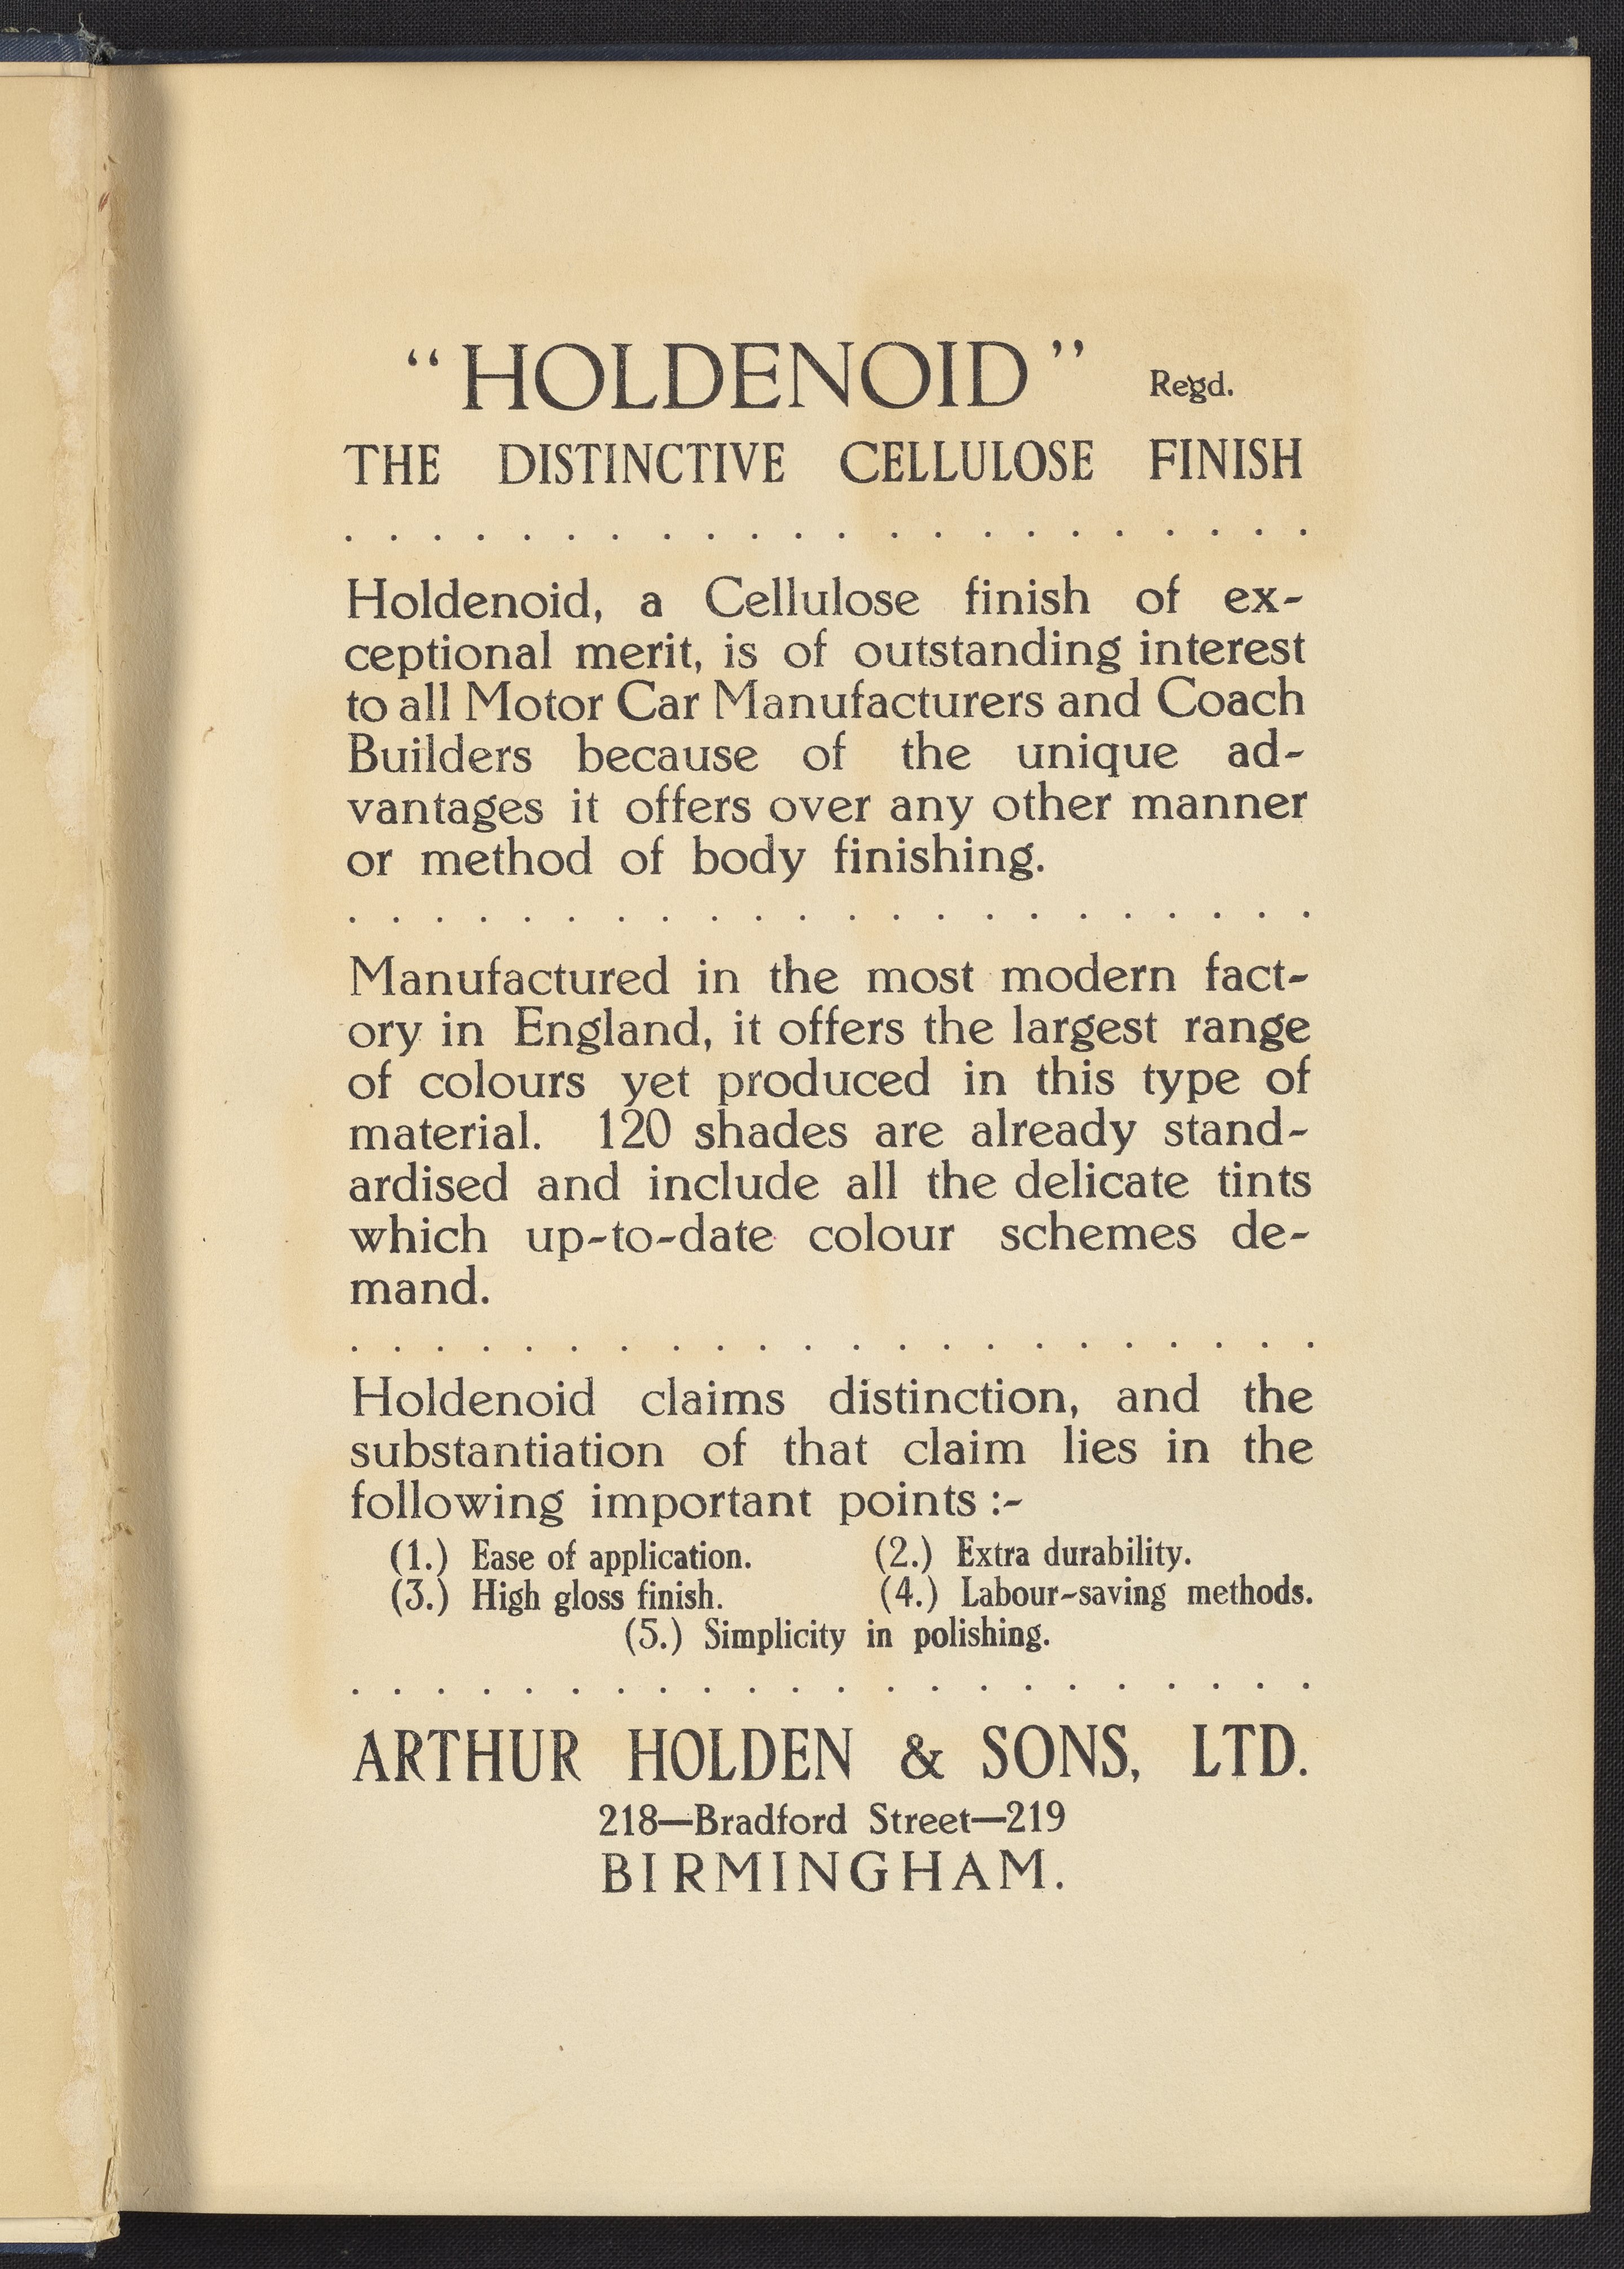 “HOLDENOID” Reg'd.
THE DISTINCTIVE CELLULOSE FINISH
. . . . . . . . . . . . . . . . . . . . . . .
Holdenoid, a Cellulose finish of ex-
ceptional merit, is of outstanding interest
to all Motor Car Manufacturers and Coach
Builders because of the unique ad-
vantages it offers over any other manner
or method of body finishing.
. . . . . . . . . . . . . . . . . . . . . . .
Manufactured in the most modern fact-
ory in England, it offers the largest range
of colours yet produced in this type of
material. 120 shades are already stand-
ardised and include all the delicate tints
which up-to-date colour schemes de-
mand.
. . . . . . . . . . . . . . . . . . . . . . .
Holdenoid claims distinction, and the
substantiation of that claim lies in the
following important points :-
(1.) Ease of application. (2.) Extra durability.
(3.) High gloss finish. (4.) Labour-saving methods.
(5.) Simplicity in polishing.
. . . . . . . . . . . . . . . . . . . . . . .
ARTHUR HOLDEN & SONS, LTD.
218—Bradford Street—219
BIRMINGHAM.